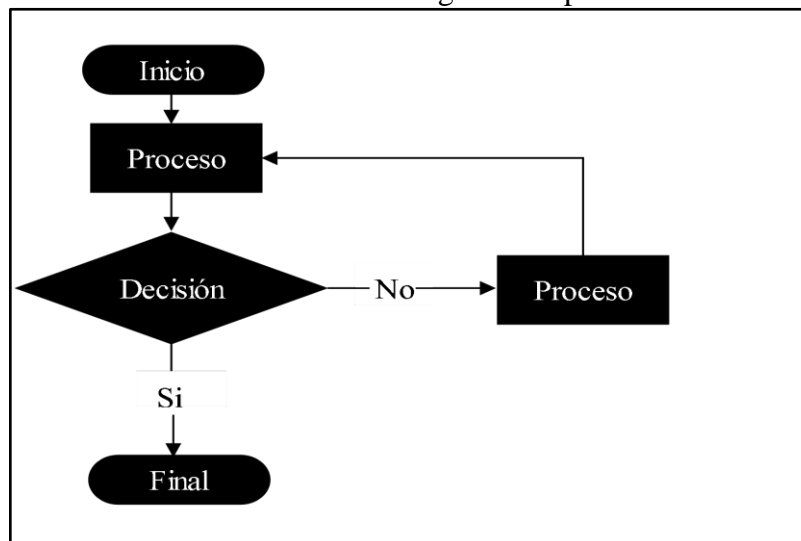 Inicio
Proceso
Decisión
No
Proceso
Si
Final